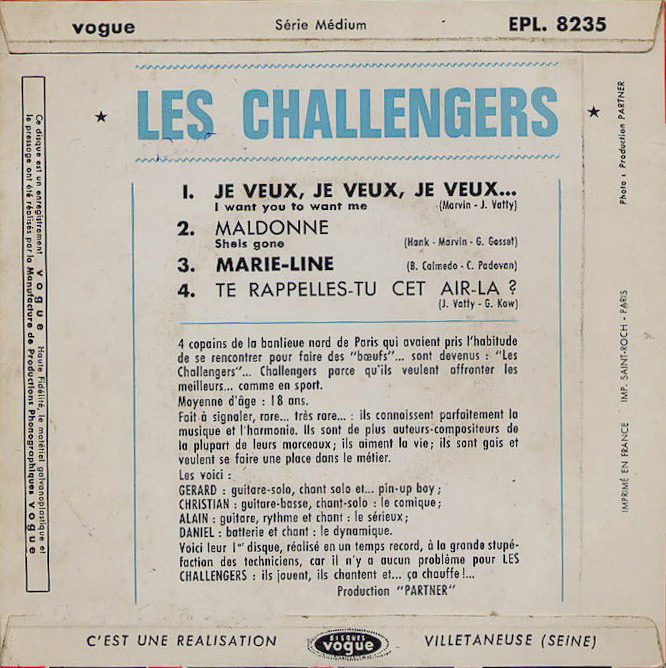 vogue Série Médium EPL. 8235
LES CHALLENGERS
1. JE VEUX, JE VEUX, JE VEUX...
I want you to want me (Marvin - J. Vatty)
2. MALDONNE
Sheis gone (Hank - Marvin - G. Gosset)
3. MARIE-LINE (B. Calmedo - C. Padovan)
4. TE RAPPELLES-TU CET AIR-LA ?
(J. Vatty - G. Kow)
4 copains de la banlieue nord de Paris qui avaient pris l'habitude
de se rencontrer pour faire des "bœufs"... sont devenus : "Les
Challengers"... Challengers parce qu'ils veulent affronter les
meilleurs... comme en sport.
Moyenne d'âge : 18 ans.
Fait à signaler, rare... très rare... : ils connaissent parfaitement la
musique et l'harmonie. Ils sont de plus auteurs-compositeurs de
la plupart de leurs morceaux ; ils aiment la vie ; ils sont gais et
veulent se faire une place dans le métier.
Les voici :
GERARD : guitare-solo, chant solo et... pin-up boy ;
CHRISTIAN : guitare-basse, chant-solo : le comique ;
ALAIN : guitare, rythme et chant : le sérieux ;
DANIEL : batterie et chant : le dynamique.
Voici leur 1er disque, réalisé en un temps record, à la grande stupé-
faction des techniciens, car il n'y a aucun problème pour LES
CHALLENGERS : ils jouent, ils chantent et... ça chauffe !...
Production "PARTNER"
Ce disque est un enregistrement vogue Haute Fidélité, le matériel galvanoplastique et
le pressage ont été réalisés par la Manufacture de Productions Phonographiques Vogue
Photo : Production PARTNER
IMPRIMÉ EN FRANCE IMP. SAINT-ROCH - PARIS
C'EST UNE REALISATION DISQUES vogue VILLETANEUSE (SEINE)